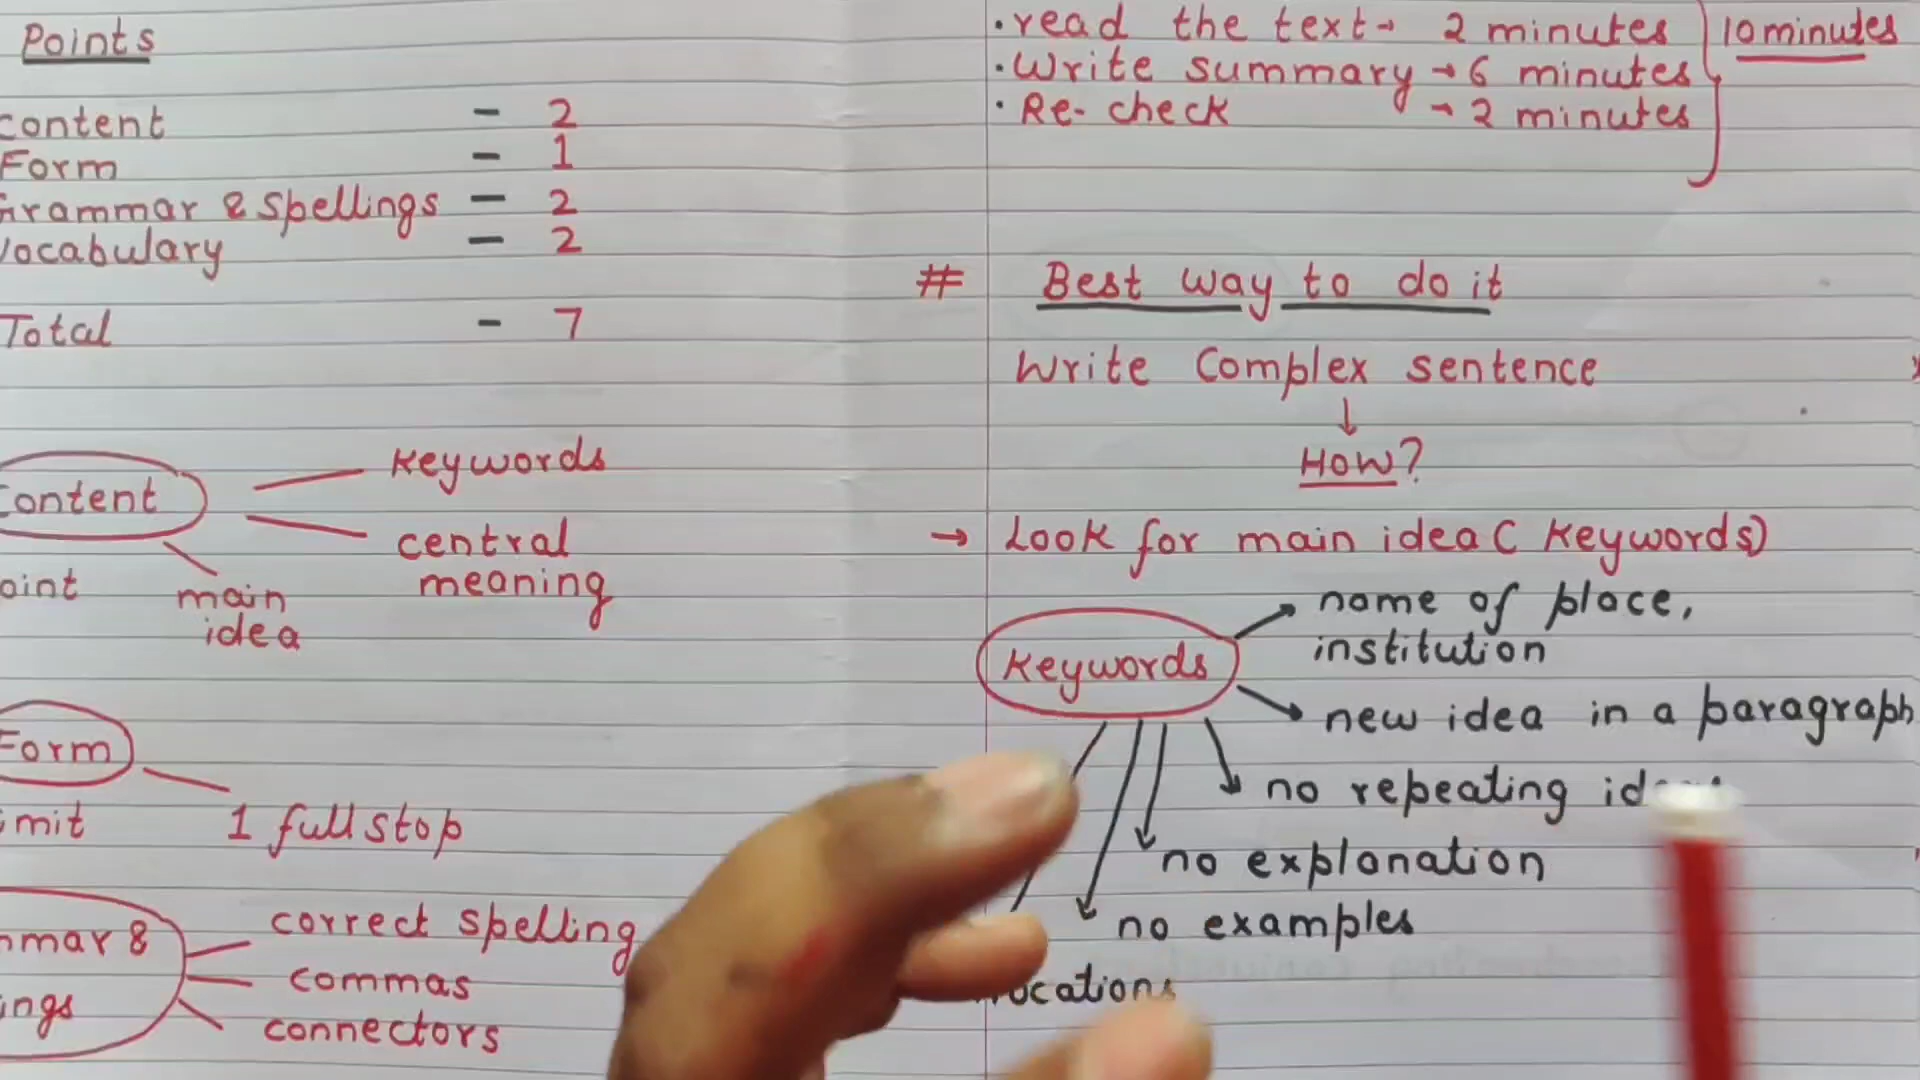 Points
content - 2
Form - 1
Grammar & Spellings - 2
Vocabulary - 2
Total - 7
content
keywords
central
meaning
main
idea
Form
1 full stop
correct spelling
commas
connectors
• read the text → 2 minutes
• Write summary → 6 minutes
• Re-check → 2 minutes
10 minutes
# Best way to do it
Write Complex sentence
↓
How?
→ Look for main idea ( Keywords)
Keywords
name of place,
institution
new idea in a paragraph
no repeating
no explanation
no examples